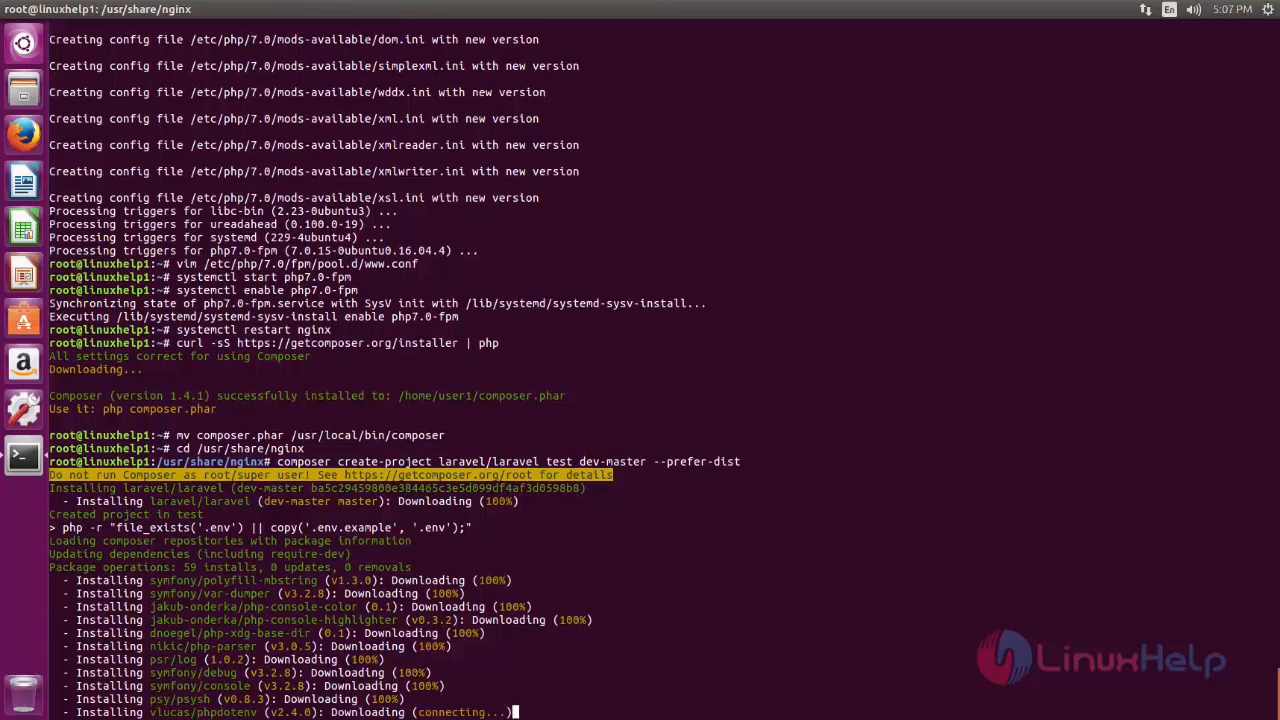 root@linuxhelp1: /usr/share/nginx
En
5:07 PM
Creating config file /etc/php/7.0/mods-available/dom.ini with new version
Creating config file /etc/php/7.0/mods-available/simplexml.ini with new version
Creating config file /etc/php/7.0/mods-available/wddx.ini with new version
Creating config file /etc/php/7.0/mods-available/xml.ini with new version
Creating config file /etc/php/7.0/mods-available/xmlreader.ini with new version
Creating config file /etc/php/7.0/mods-available/xmlwriter.ini with new version
Creating config file /etc/php/7.0/mods-available/xsl.ini with new version
Processing triggers for libc-bin (2.23-0ubuntu3) ...
Processing triggers for ureadahead (0.100.0-19) ...
Processing triggers for systemd (229-4ubuntu4) ...
Processing triggers for php7.0-fpm (7.0.15-0ubuntu0.16.04.4) ...
root@linuxhelp1:~# vim /etc/php/7.0/fpm/pool.d/www.conf
root@linuxhelp1:~# systemctl start php7.0-fpm
root@linuxhelp1:~# systemctl enable php7.0-fpm
Synchronizing state of php7.0-fpm.service with SysV init with /lib/systemd/systemd-sysv-install...
Executing /lib/systemd/systemd-sysv-install enable php7.0-fpm
root@linuxhelp1:~# systemctl restart nginx
root@linuxhelp1:~# curl -sS https://getcomposer.org/installer | php
All settings correct for using Composer
Downloading...
Composer (version 1.4.1) successfully installed to: /home/user1/composer.phar
Use it: php composer.phar
root@linuxhelp1:~# mv composer.phar /usr/local/bin/composer
root@linuxhelp1:~# cd /usr/share/nginx
root@linuxhelp1:/usr/share/nginx# composer create-project laravel/laravel test dev-master --prefer-dist
Do not run Composer as root/super user! See https://getcomposer.org/root for details
Installing laravel/laravel (dev-master ba5c29459800e384465c3e5d099df4af3d0598b8)
- Installing laravel/laravel (dev-master master): Downloading (100%)
Created project in test
> php -r "file_exists('.env') || copy('.env.example', '.env');"
Loading composer repositories with package information
Updating dependencies (including require-dev)
Package operations: 59 installs, 0 updates, 0 removals
- Installing symfony/polyfill-mbstring (v1.3.0): Downloading (100%)
- Installing symfony/var-dumper (v3.2.8): Downloading (100%)
- Installing jakub-onderka/php-console-color (0.1): Downloading (100%)
- Installing jakub-onderka/php-console-highlighter (v0.3.2): Downloading (100%)
- Installing dnoegel/php-xdg-base-dir (0.1): Downloading (100%)
- Installing nikic/php-parser (v3.0.5): Downloading (100%)
- Installing psr/log (1.0.2): Downloading (100%)
- Installing symfony/debug (v3.2.8): Downloading (100%)
- Installing symfony/console (v3.2.8): Downloading (100%)
- Installing psy/psysh (v0.8.3): Downloading (100%)
- Installing vlucas/phpdotenv (v2.4.0): Downloading (connecting...)
LinuxHelp